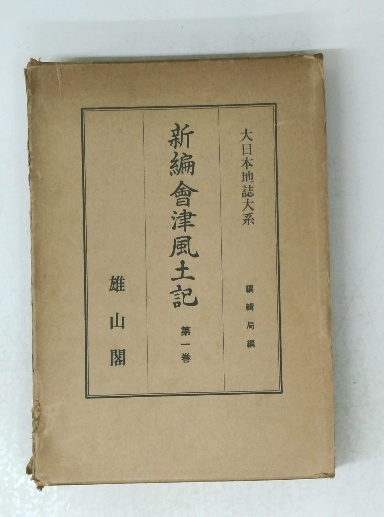 大日本地誌大系
編輯局編
新編會津風土記
第一巻
雄山閣